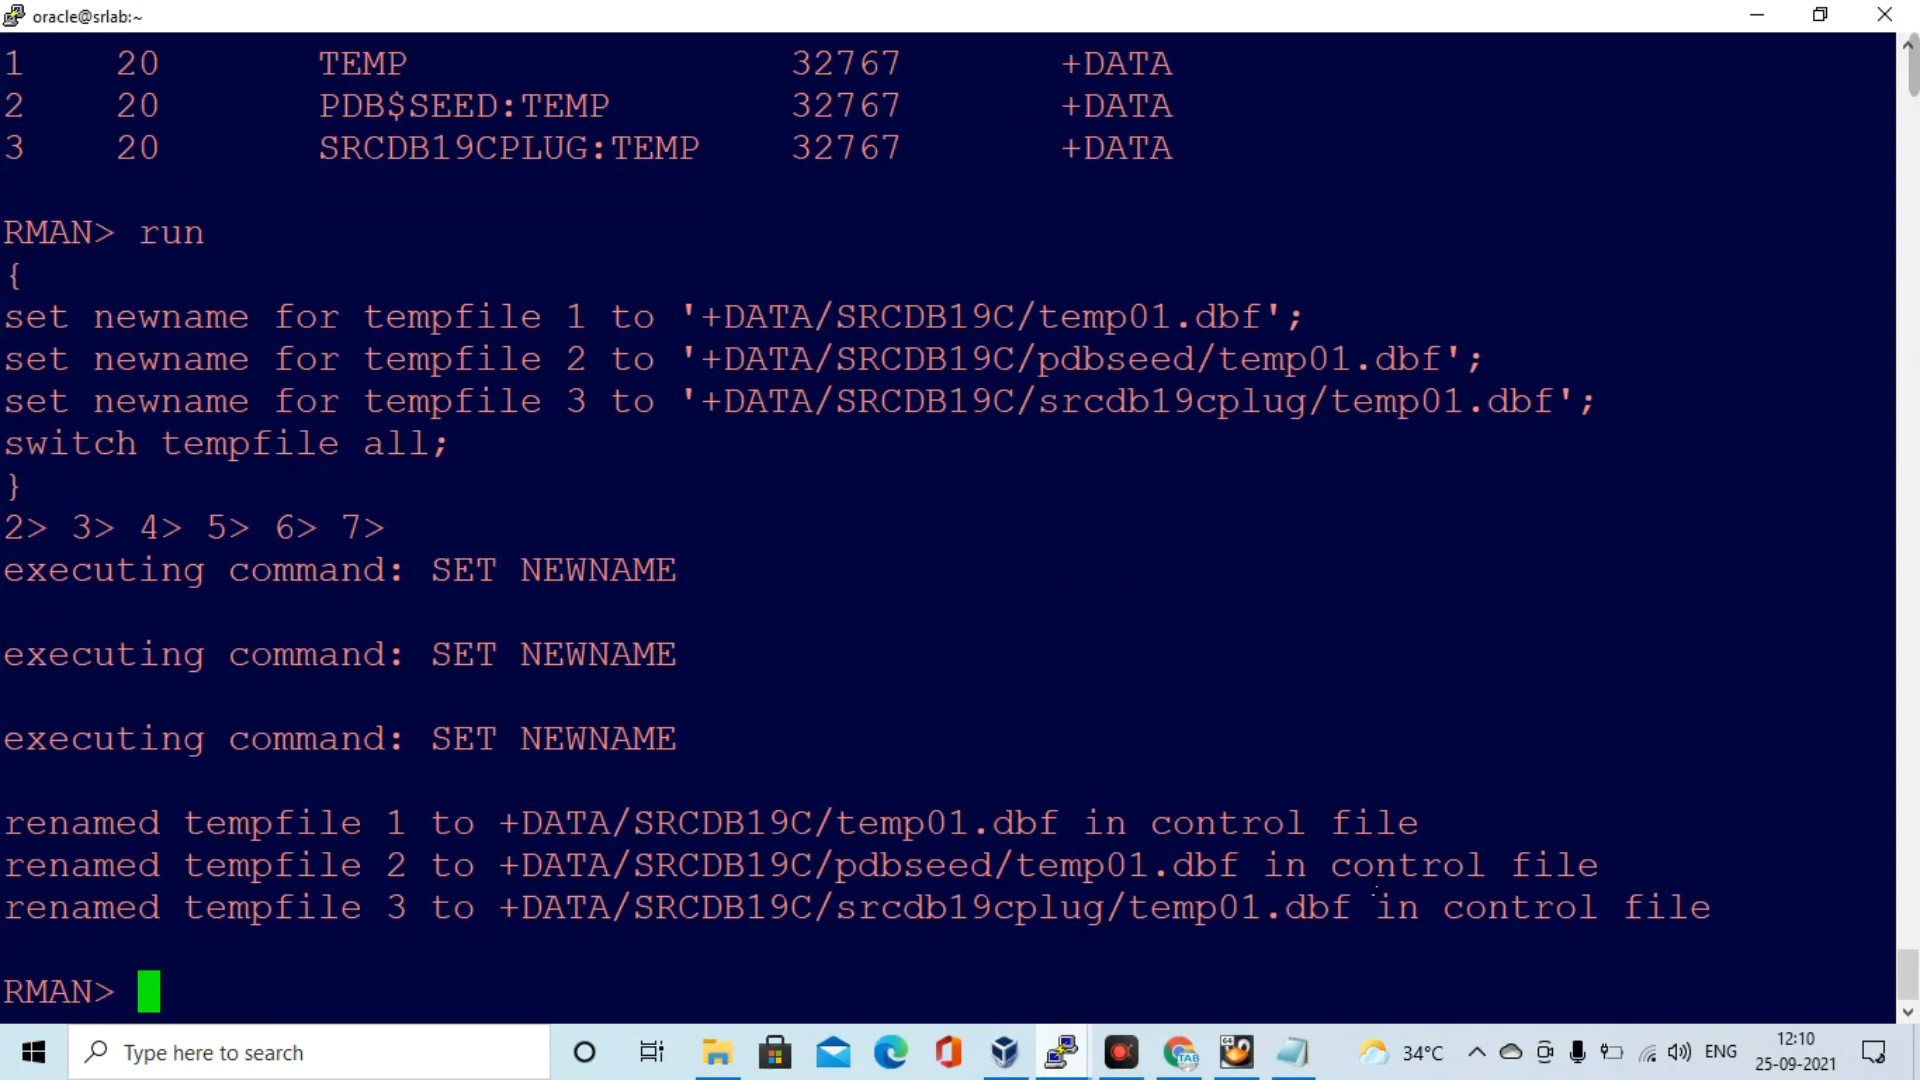 oracle@srlab:~
1 20 TEMP 32767 +DATA
2 20 PDB$SEED:TEMP 32767 +DATA
3 20 SRCDB19CPLUG:TEMP 32767 +DATA
RMAN> run
{
set newname for tempfile 1 to '+DATA/SRCDB19C/temp01.dbf';
set newname for tempfile 2 to '+DATA/SRCDB19C/pdbseed/temp01.dbf';
set newname for tempfile 3 to '+DATA/SRCDB19C/srcdb19cplug/temp01.dbf';
switch tempfile all;
}
2> 3> 4> 5> 6> 7>
executing command: SET NEWNAME
executing command: SET NEWNAME
executing command: SET NEWNAME
renamed tempfile 1 to +DATA/SRCDB19C/temp01.dbf in control file
renamed tempfile 2 to +DATA/SRCDB19C/pdbseed/temp01.dbf in control file
renamed tempfile 3 to +DATA/SRCDB19C/srcdb19cplug/temp01.dbf in control file
RMAN>
Type here to search
TAB
64
34°C
ENG
12:10
25-09-2021